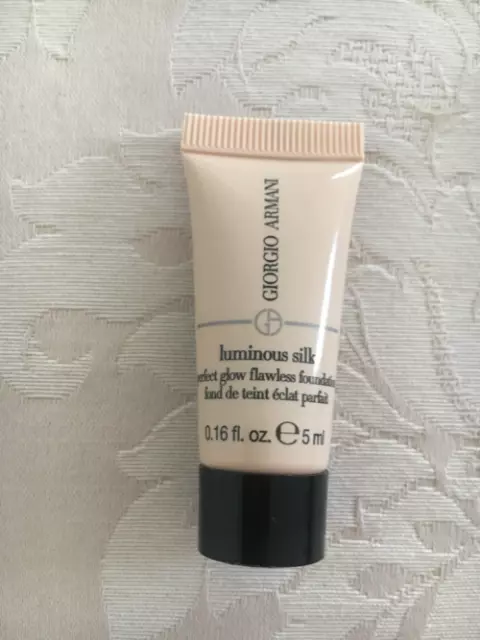 GIORGIO ARMANI
luminous silk
perfect glow flawless foundation
fond de teint éclat parfait
0.16 fl. oz. ℮ 5 ml